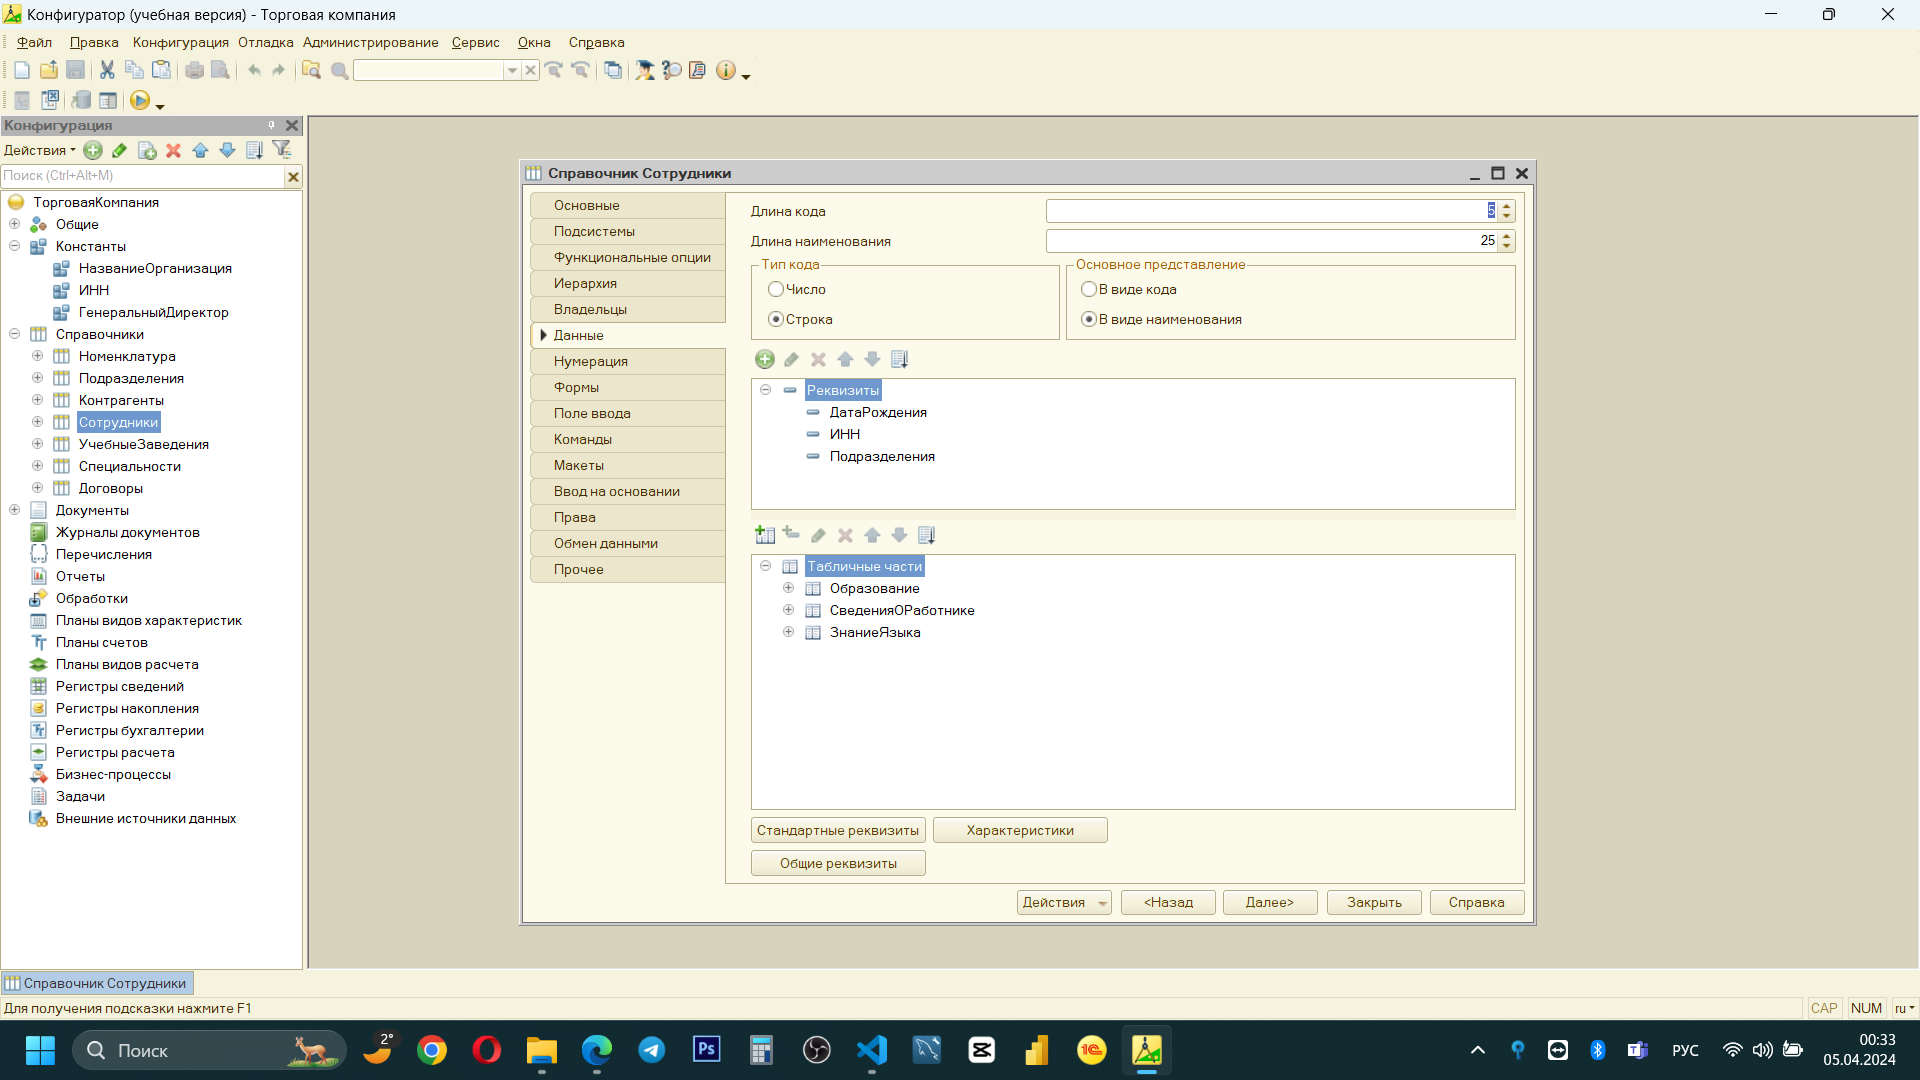 Конфигуратор (учебная версия) - Торговая компания
Файл Правка Конфигурация Отладка Администрирование Сервис Окна Справка
Конфигурация
Действия
Поиск (Ctrl+Alt+M)
ТорговаяКомпания
Общие
Константы
НазваниеОрганизация
ИНН
ГенеральныйДиректор
Справочники
Номенклатура
Подразделения
Контрагенты
Сотрудники
УчебныеЗаведения
Специальности
Договоры
Документы
Журналы документов
Перечисления
Отчеты
Обработки
Планы видов характеристик
Планы счетов
Планы видов расчета
Регистры сведений
Регистры накопления
Регистры бухгалтерии
Регистры расчета
Бизнес-процессы
Задачи
Внешние источники данных
Справочник Сотрудники
Основные
Подсистемы
Функциональные опции
Иерархия
Владельцы
Данные
Нумерация
Формы
Поле ввода
Команды
Макеты
Ввод на основании
Права
Обмен данными
Прочее
Длина кода 5
Длина наименования 25
Тип кода
Число
Строка
Основное представление
В виде кода
В виде наименования
Реквизиты
ДатаРождения
ИНН
Подразделения
Табличные части
Образование
СведенияОРаботнике
ЗнаниеЯзыка
Стандартные реквизиты Характеристики
Общие реквизиты
Действия <Назад Далее> Закрыть Справка
Справочник Сотрудники
Для получения подсказки нажмите F1
CAP NUM ru
Поиск
2°
Ps
1С
РУС
00:33
05.04.2024